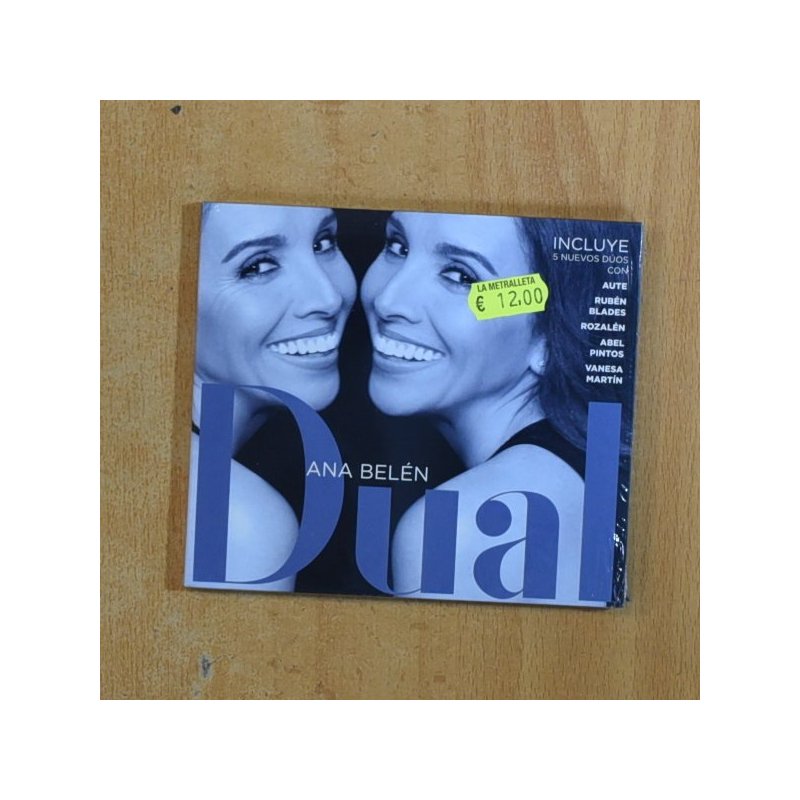 INCLUYE
5 NUEVOS DÚOS
CON
AUTE
RUBÉN
BLADES
ROZALÉN
ABEL
PINTOS
VANESA
MARTÍN
LA METRALLETA
€ 12,00
ANA BELÉN
Dual